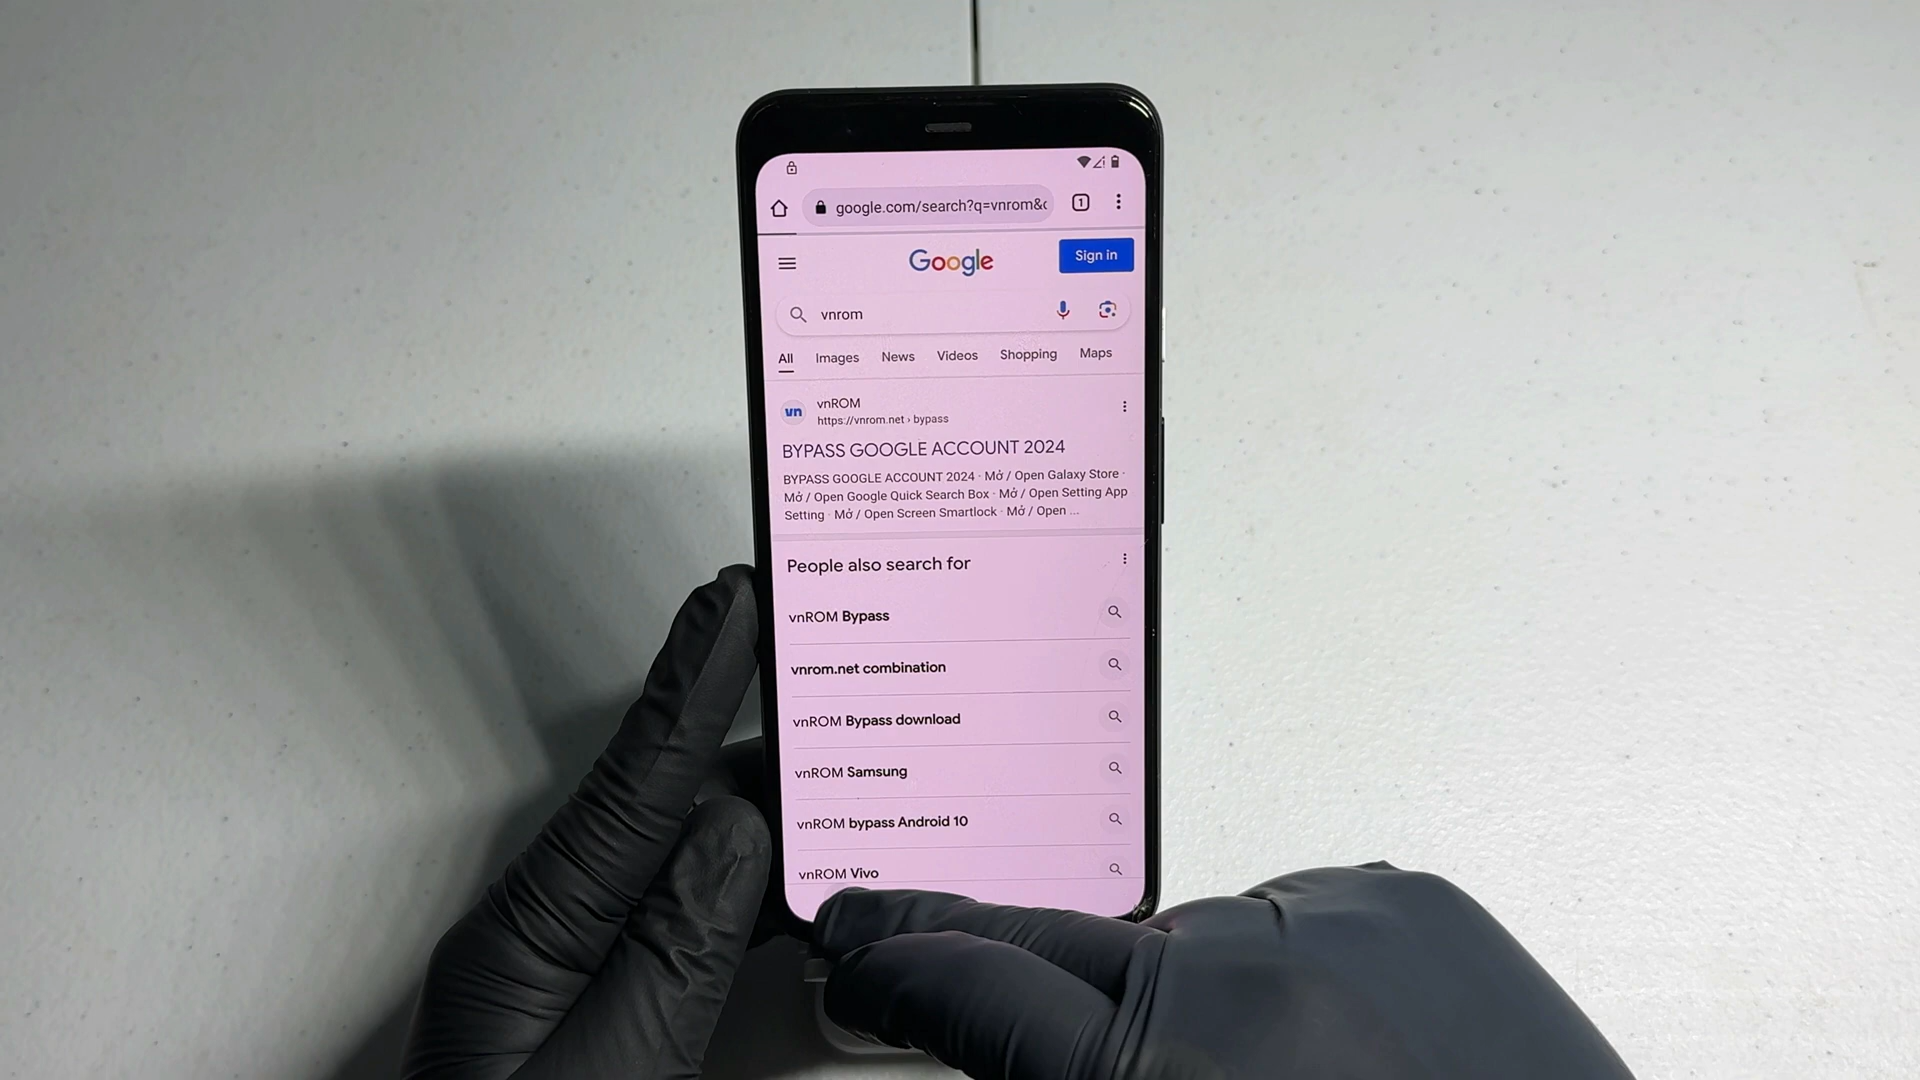 google.com/search?q=vnrom&c
1
Google
Sign in
vnrom
All Images News Videos Shopping Maps
vn
vnROM
https://vnrom.net › bypass
BYPASS GOOGLE ACCOUNT 2024
BYPASS GOOGLE ACCOUNT 2024 · Mở / Open Galaxy Store ·
Mở / Open Google Quick Search Box · Mở / Open Setting App
Setting · Mở / Open Screen Smartlock · Mở / Open ...
People also search for
vnROM Bypass
vnrom.net combination
vnROM Bypass download
vnROM Samsung
vnROM bypass Android 10
vnROM Vivo